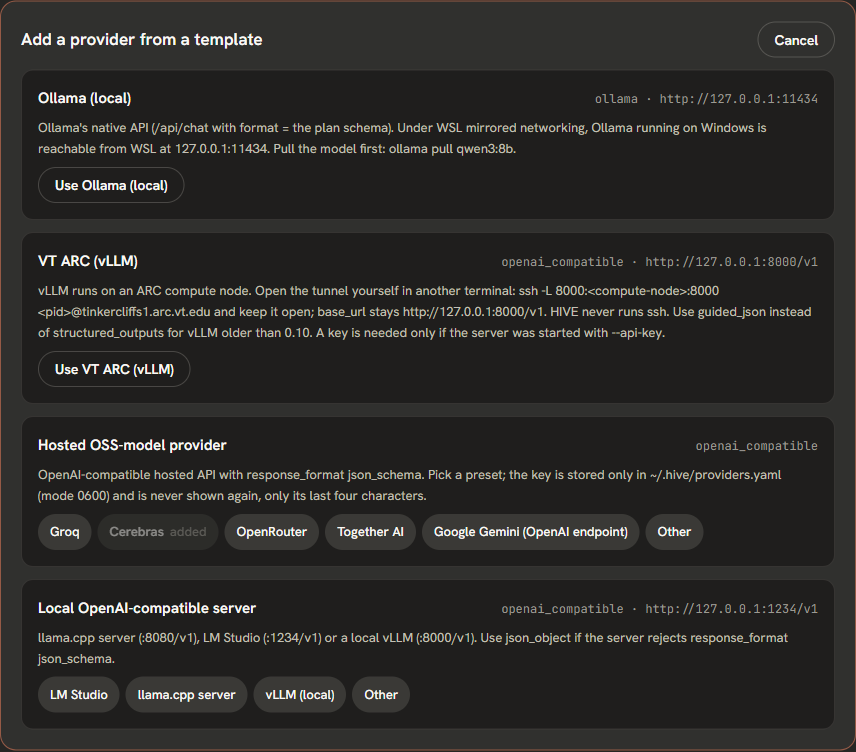 Add a provider from a template
Cancel
Ollama (local)
ollama · http://127.0.0.1:11434
Ollama's native API (/api/chat with format = the plan schema). Under WSL mirrored networking, Ollama running on Windows is
reachable from WSL at 127.0.0.1:11434. Pull the model first: ollama pull qwen3:8b.
Use Ollama (local)
VT ARC (vLLM)
openai_compatible · http://127.0.0.1:8000/v1
vLLM runs on an ARC compute node. Open the tunnel yourself in another terminal: ssh -L 8000:<compute-node>:8000
<pid>@tinkercliffs1.arc.vt.edu and keep it open; base_url stays http://127.0.0.1:8000/v1. HIVE never runs ssh. Use guided_json instead
of structured_outputs for vLLM older than 0.10. A key is needed only if the server was started with --api-key.
Use VT ARC (vLLM)
Hosted OSS-model provider
openai_compatible
OpenAI-compatible hosted API with response_format json_schema. Pick a preset; the key is stored only in ~/.hive/providers.yaml
(mode 0600) and is never shown again, only its last four characters.
Groq
Cerebras added
OpenRouter
Together AI
Google Gemini (OpenAI endpoint)
Other
Local OpenAI-compatible server
openai_compatible · http://127.0.0.1:1234/v1
llama.cpp server (:8080/v1), LM Studio (:1234/v1) or a local vLLM (:8000/v1). Use json_object if the server rejects response_format
json_schema.
LM Studio
llama.cpp server
vLLM (local)
Other